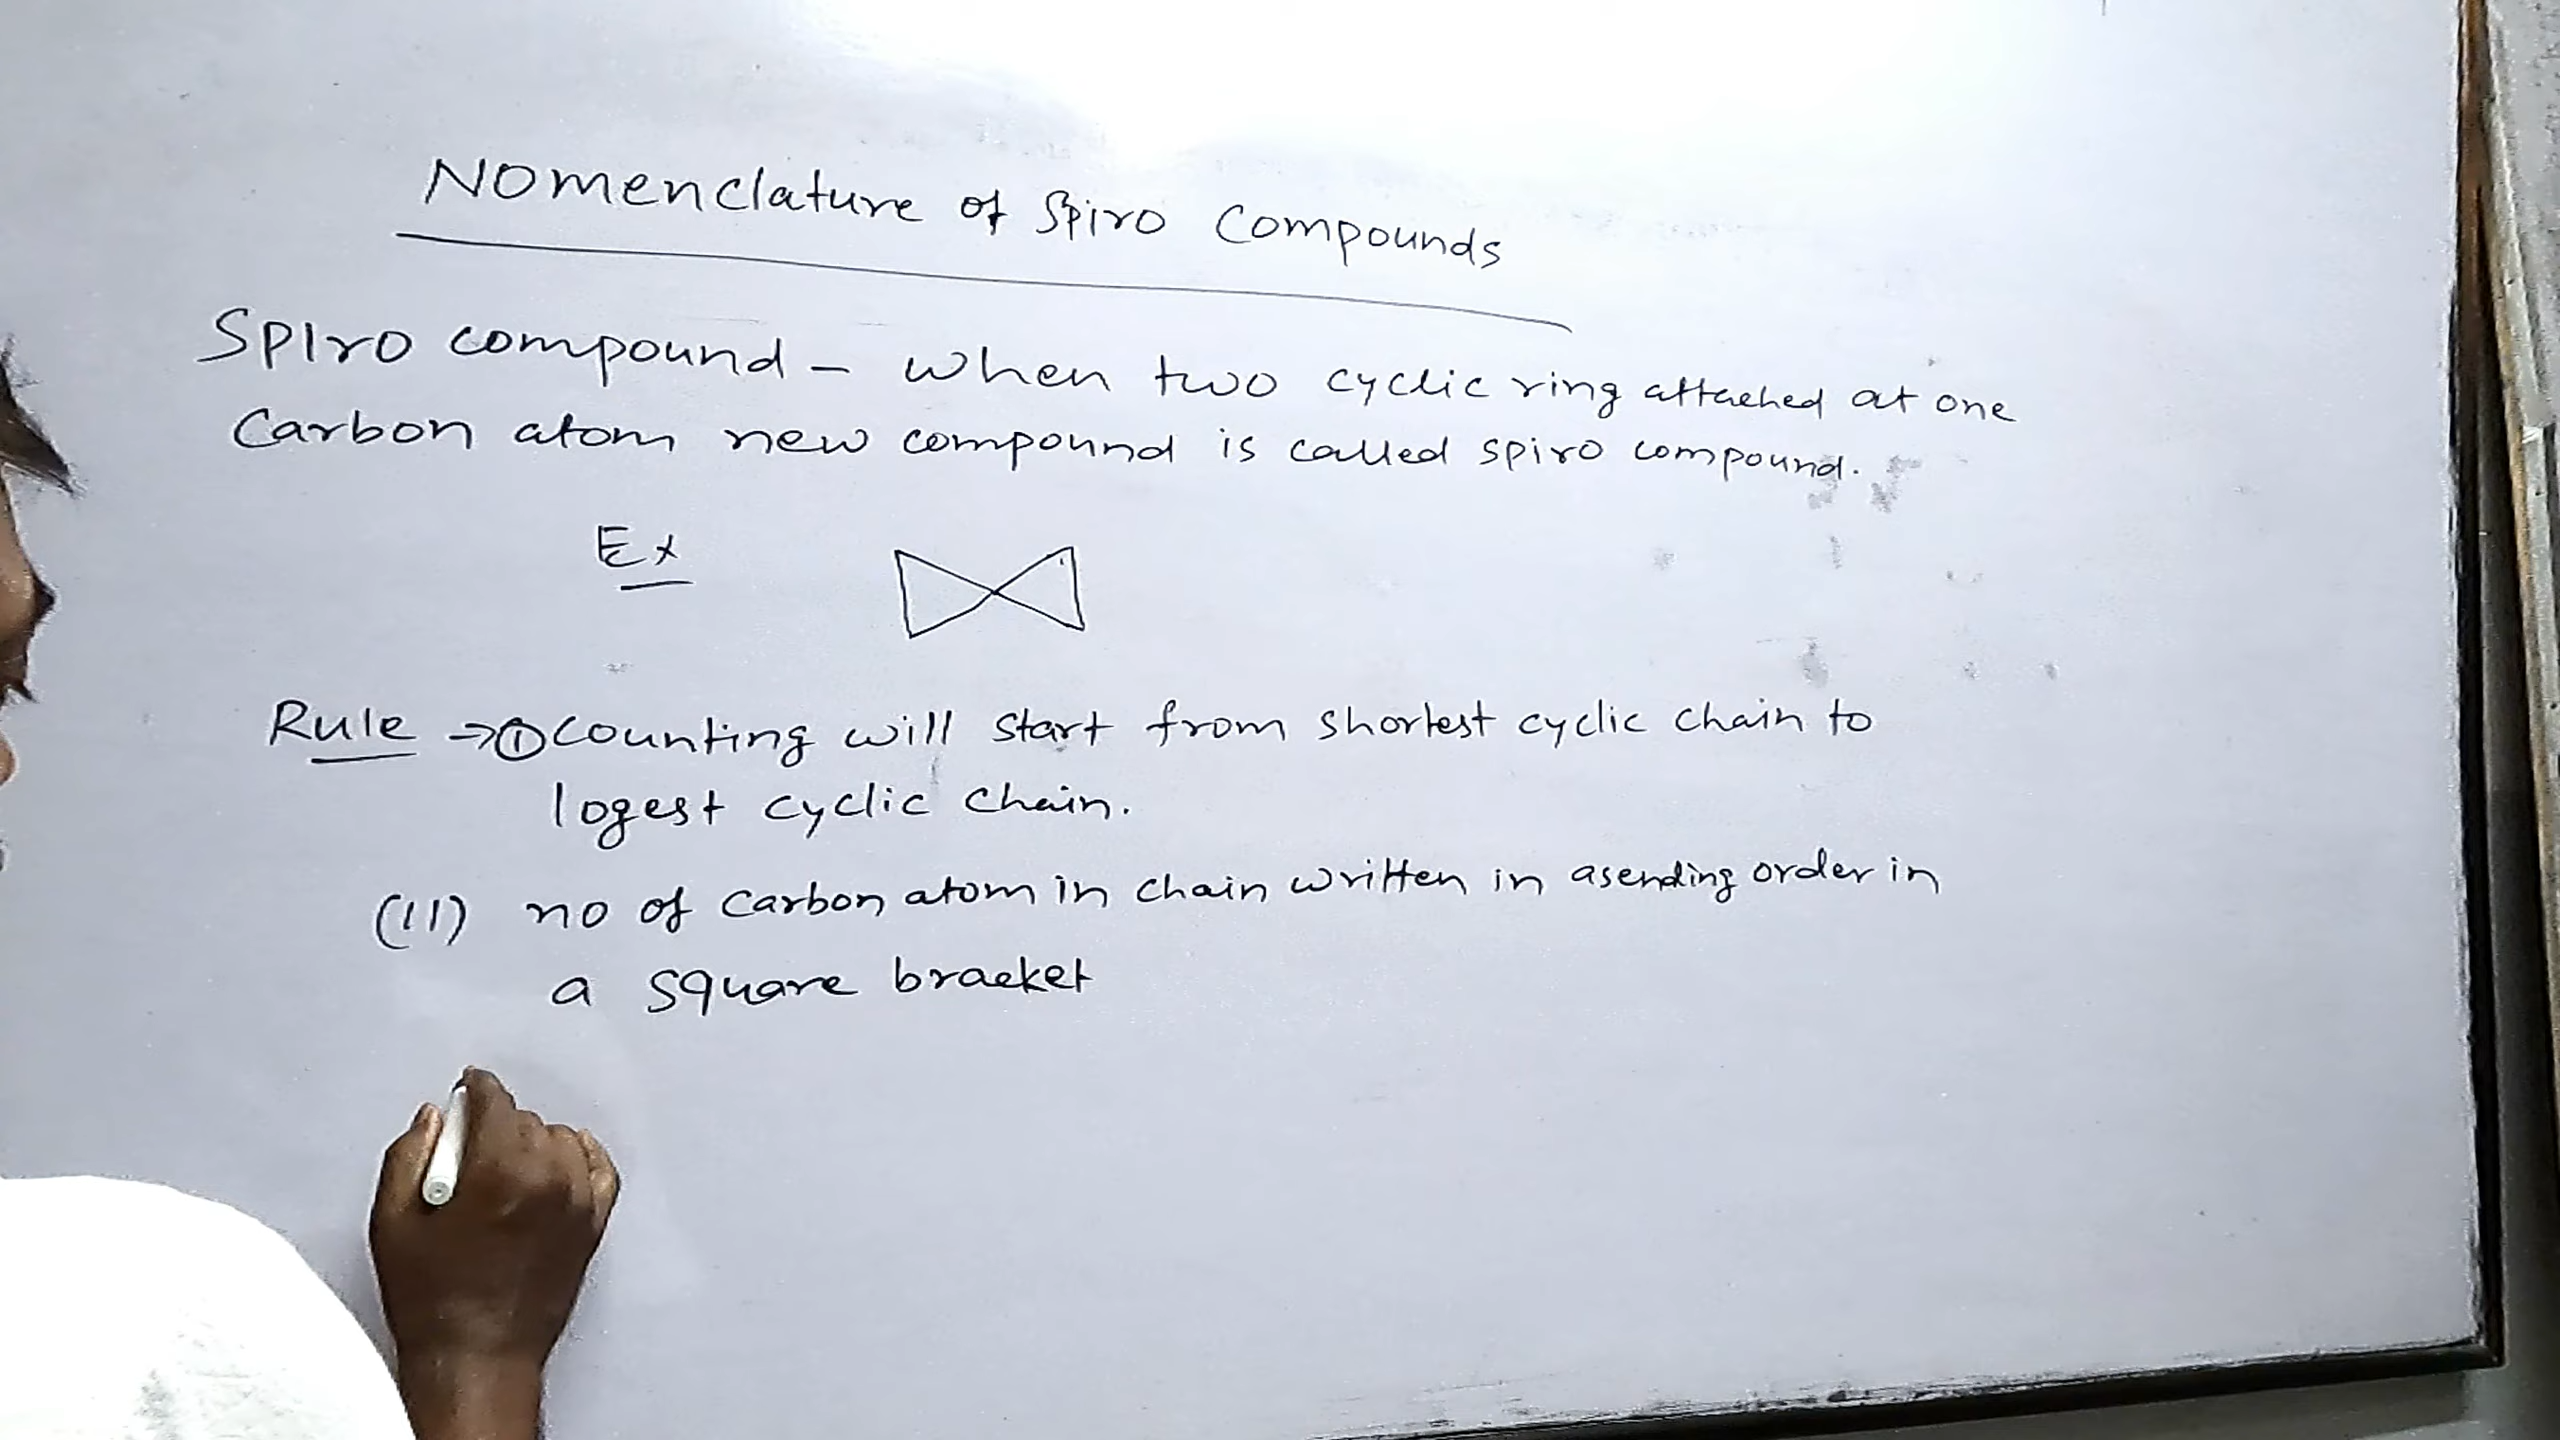 Nomenclature of Spiro Compounds
Spiro compound - when two cyclic ring attached at one
Carbon atom new compound is called spiro compound.
Ex
Rule → ① Counting will start from shortest cyclic chain to
logest cyclic chain.
(11) no of carbon atom in chain written in asending order in
a square bracket